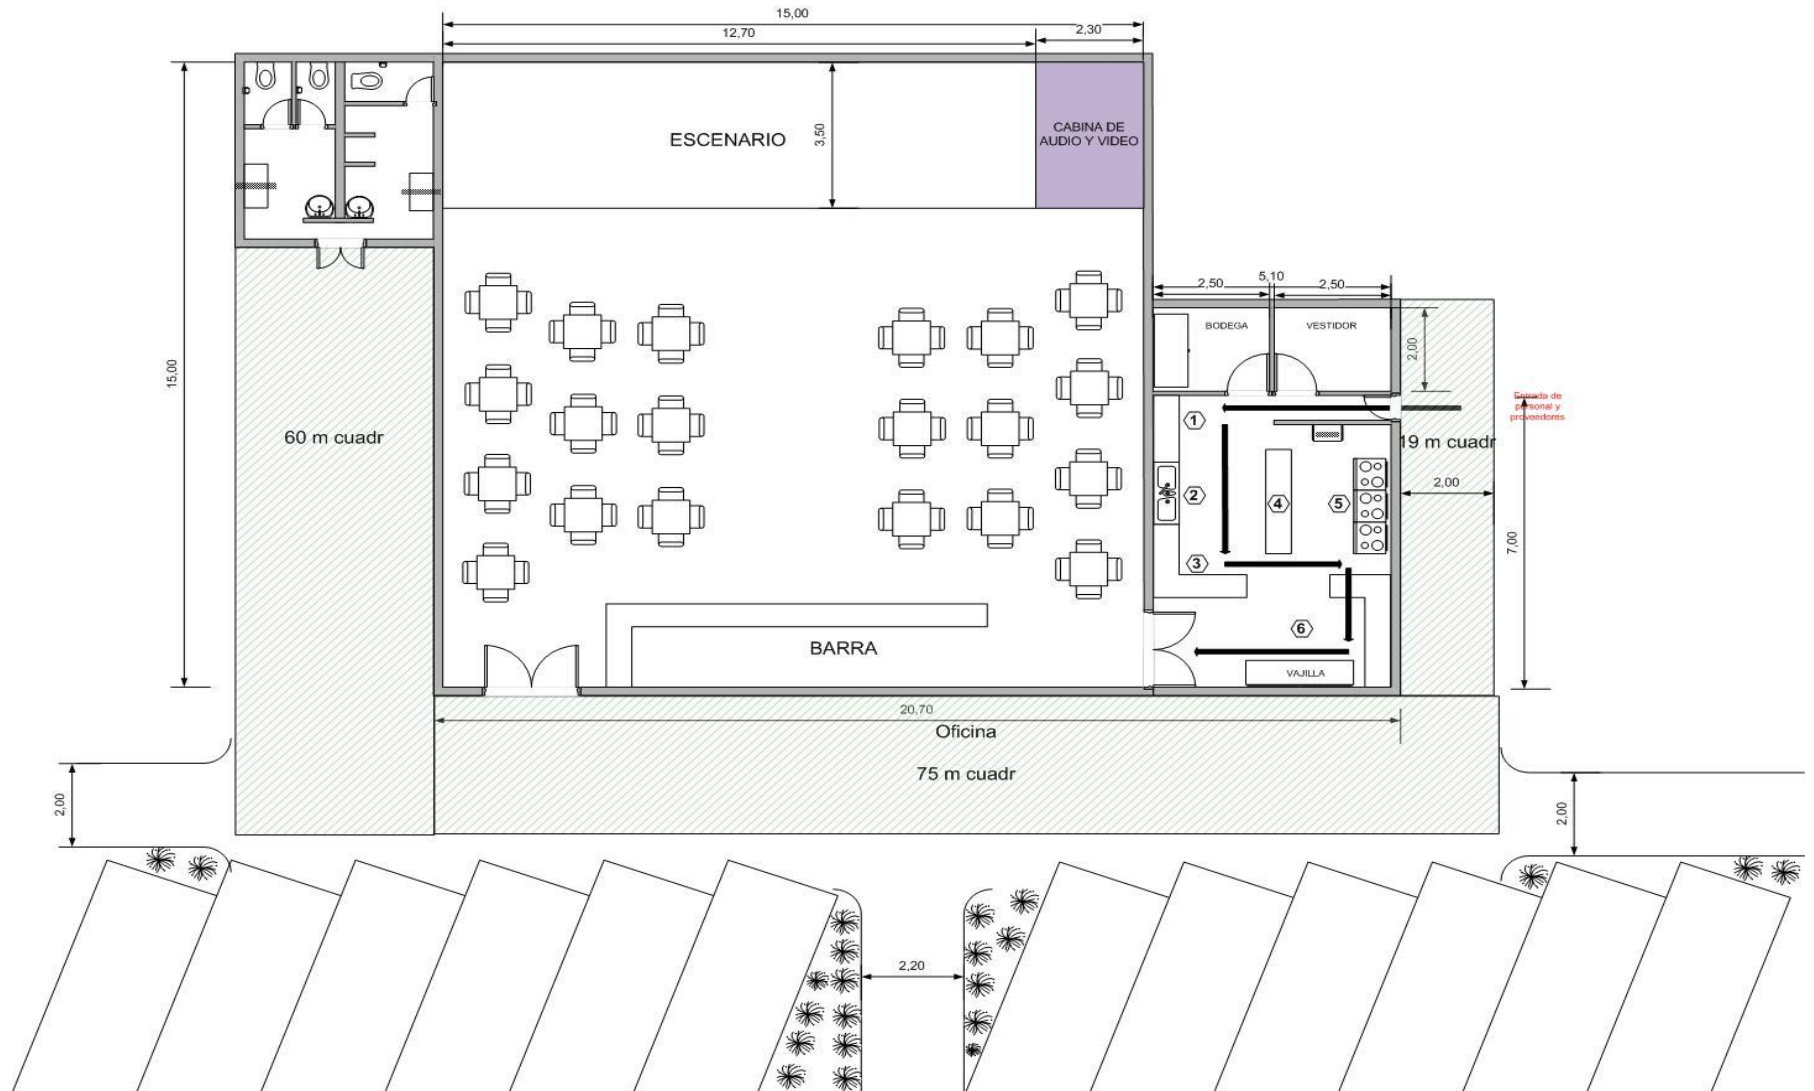 15,00
12,70
2,30
15,00
ESCENARIO
3,50
CABINA DE
AUDIO Y VIDEO
5,10
2,50
2,50
BODEGA
VESTIDOR
2,00
Entrada de
personal y
proveedores
60 m cuadr
1
19 m cuadr
2
4
5
2,00
3
7,00
6
BARRA
VAJILLA
20,70
Oficina
75 m cuadr
2,00
2,00
2,20